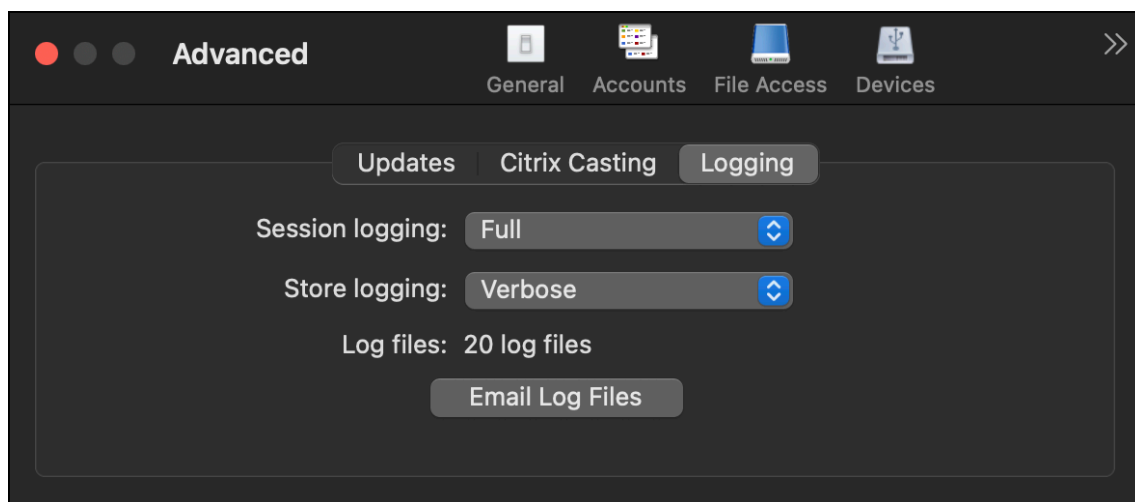 Advanced
General Accounts File Access Devices
Updates Citrix Casting Logging
Session logging: Full
Store logging: Verbose
Log files: 20 log files
Email Log Files